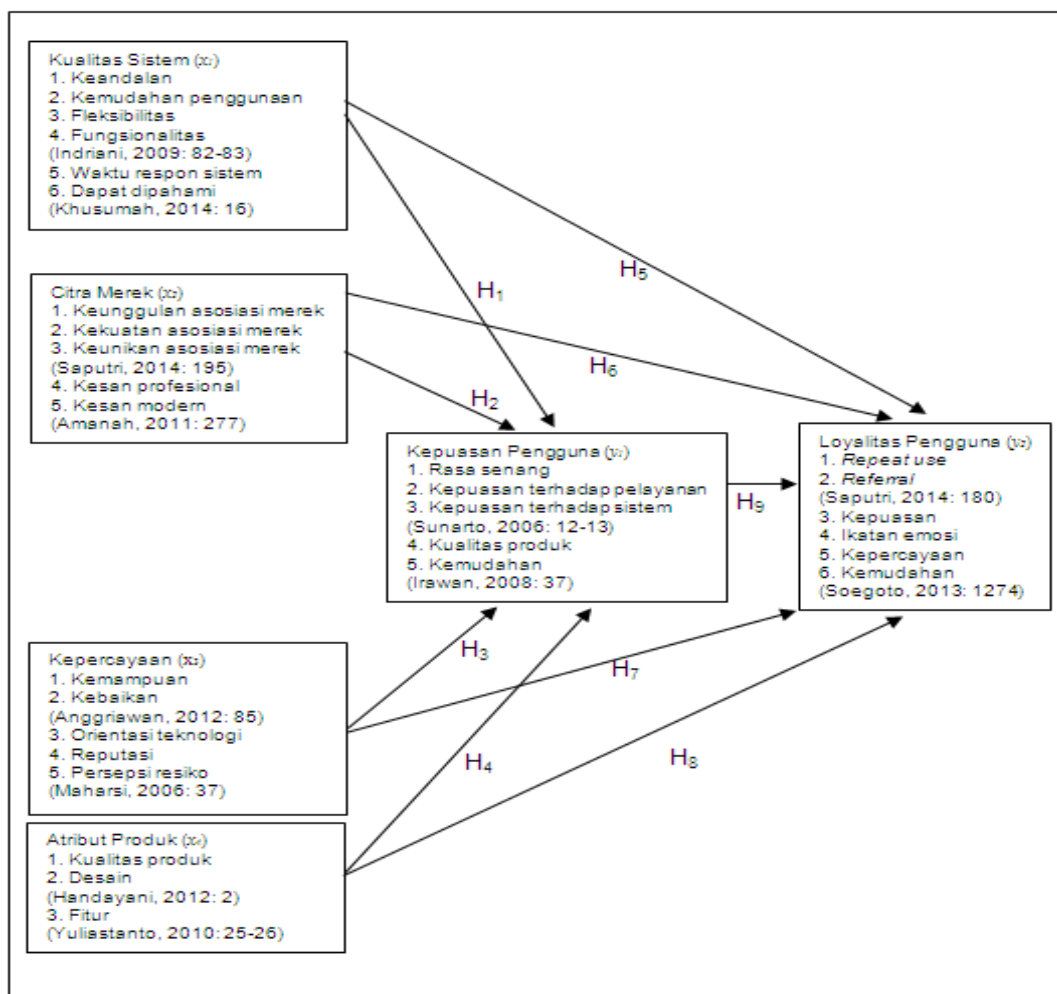 Kualitas Sistem (x₁)
1. Keandalan
2. Kemudahan penggunaan
3. Fleksibilitas
4. Fungsionalitas
(Indriani, 2009: 82-83)
5. Waktu respon sistem
6. Dapat dipahami
(Khusumah, 2014: 16)
H₅
H₁
Citra Merek (x₂)
1. Keunggulan asosiasi merek
2. Kekuatan asosiasi merek
3. Keunikan asosiasi merek
(Saputri, 2014: 195)
4. Kesan profesional
5. Kesan modern
(Amanah, 2011: 277)
H₆
H₂
Kepuasan Pengguna (y₁)
1. Rasa senang
2. Kepuasan terhadap pelayanan
3. Kepuasan terhadap sistem
(Sunarto, 2006: 12-13)
4. Kualitas produk
5. Kemudahan
(Irawan, 2008: 37)
H₉
Loyalitas Pengguna (y₂)
1. Repeat use
2. Referral
(Saputri, 2014: 180)
3. Kepuasan
4. Ikatan emosi
5. Kepercayaan
6. Kemudahan
(Soegoto, 2013: 1274)
Kepercayaan (x₃)
1. Kemampuan
2. Kebaikan
(Anggriawan, 2012: 85)
3. Orientasi teknologi
4. Reputasi
5. Persepsi resiko
(Maharsi, 2006: 37)
H₃
H₇
H₄
H₈
Atribut Produk (x₄)
1. Kualitas produk
2. Desain
(Handayani, 2012: 2)
3. Fitur
(Yuliastanto, 2010: 25-26)